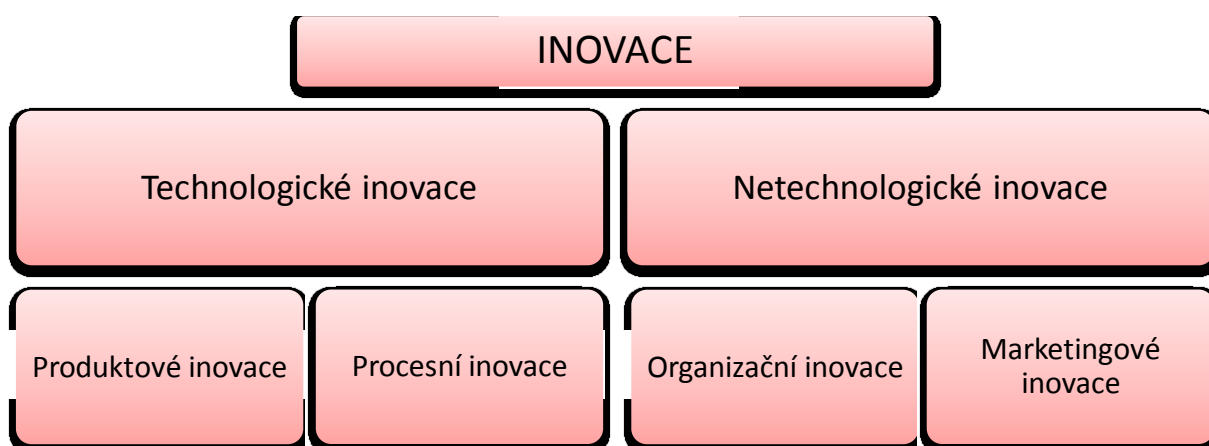 INOVACE
Technologické inovace
Netechnologické inovace
Produktové inovace
Procesní inovace
Organizační inovace
Marketingové
inovace